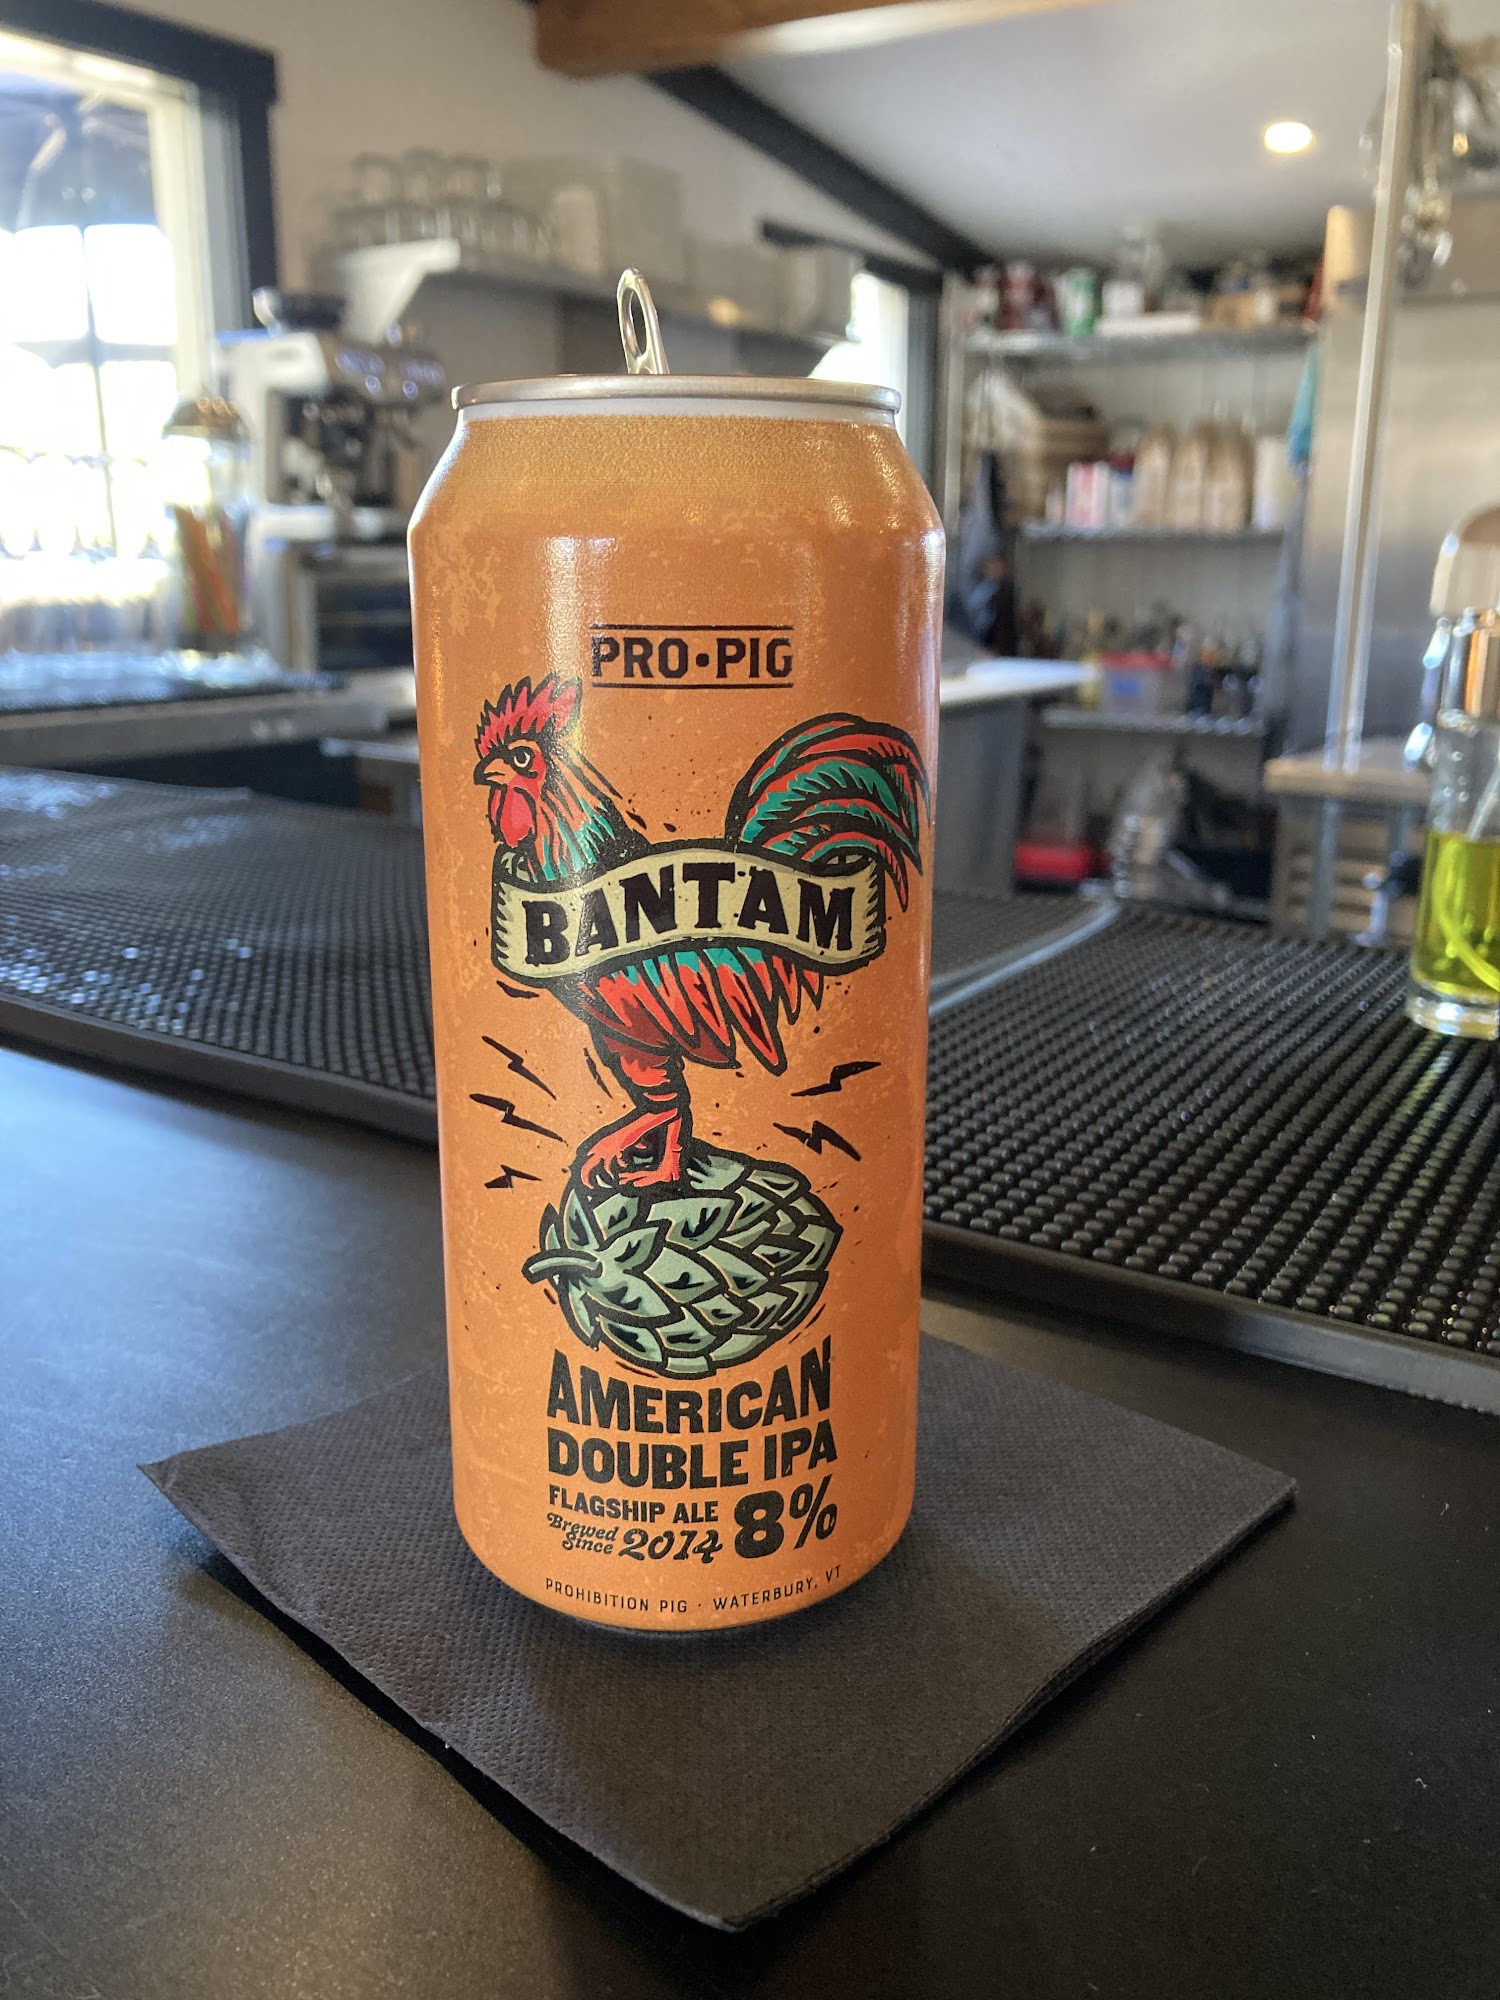 PRO•PIG
BANTAM
AMERICAN
DOUBLE IPA
FLAGSHIP ALE
Brewed
Since 2014 8%
PROHIBITION PIG · WATERBURY, VT